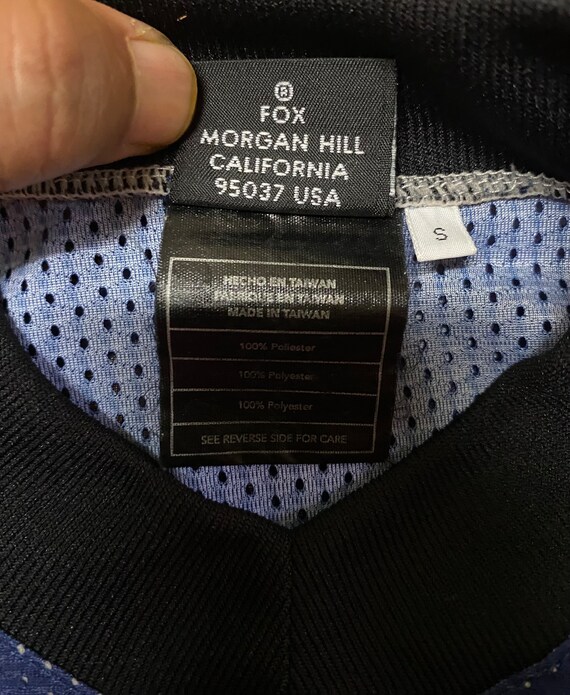 ®
FOX
MORGAN HILL
CALIFORNIA
95037 USA
S
HECHO EN TAIWAN
FABRIQUE EN TAIWAN
MADE IN TAIWAN
100% Poliester
100% Polyester
100% Polyester
SEE REVERSE SIDE FOR CARE